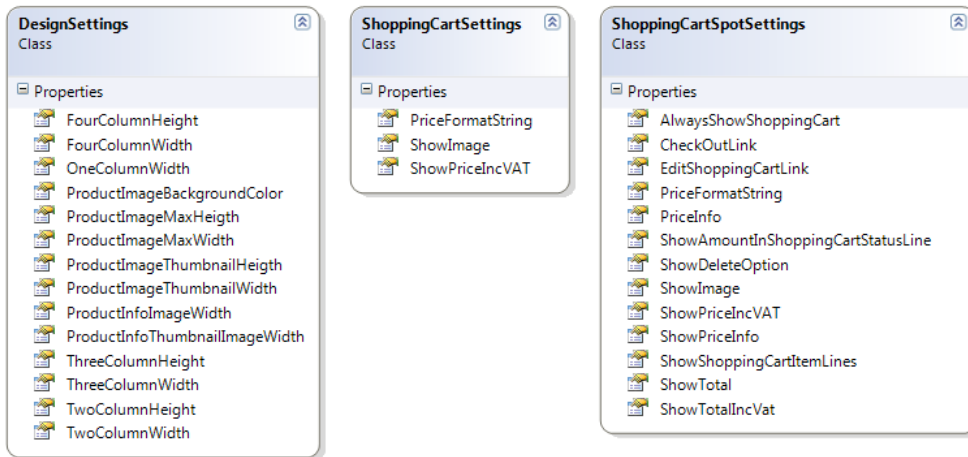 DesignSettings
Class
Properties
FourColumnHeight
FourColumnWidth
OneColumnWidth
ProductImageBackgroundColor
ProductImageMaxHeigth
ProductImageMaxWidth
ProductImageThumbnailHeigth
ProductImageThumbnailWidth
ProductInfoImageWidth
ProductInfoThumbnailImageWidth
ThreeColumnHeight
ThreeColumnWidth
TwoColumnHeight
TwoColumnWidth
ShoppingCartSettings
Class
Properties
PriceFormatString
ShowImage
ShowPriceIncVAT
ShoppingCartSpotSettings
Class
Properties
AlwaysShowShoppingCart
CheckOutLink
EditShoppingCartLink
PriceFormatString
PriceInfo
ShowAmountInShoppingCartStatusLine
ShowDeleteOption
ShowImage
ShowPriceIncVAT
ShowPriceInfo
ShowShoppingCartItemLines
ShowTotal
ShowTotalIncVat